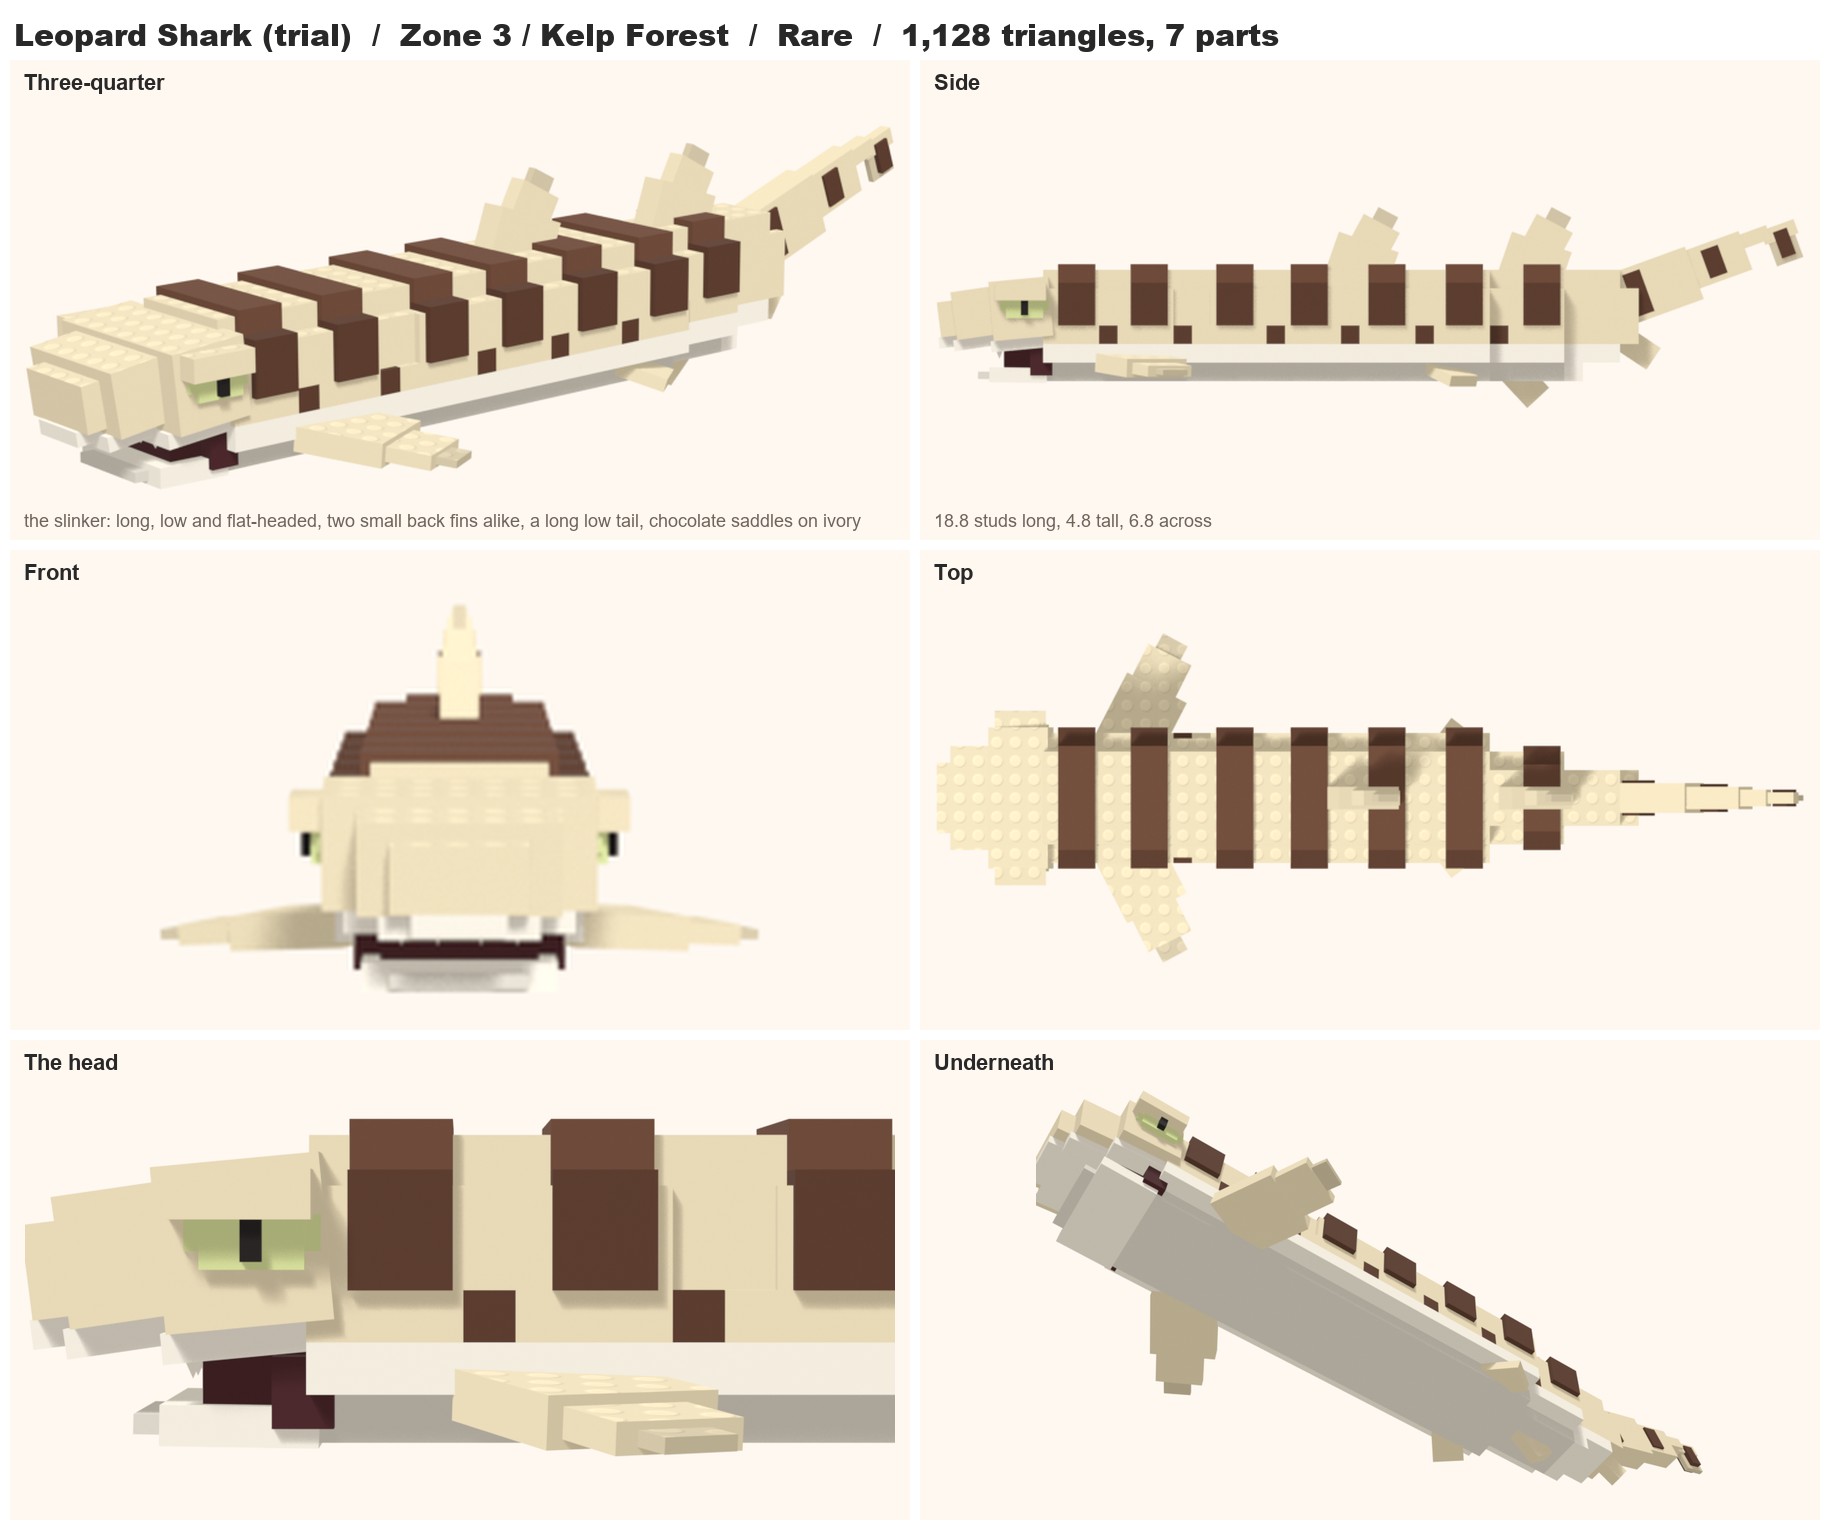 Leopard Shark (trial) / Zone 3 / Kelp Forest / Rare / 1,128 triangles, 7 parts
Three-quarter
Side
the slinker: long, low and flat-headed, two small back fins alike, a long low tail, chocolate saddles on ivory
18.8 studs long, 4.8 tall, 6.8 across
Front
Top
The head
Underneath